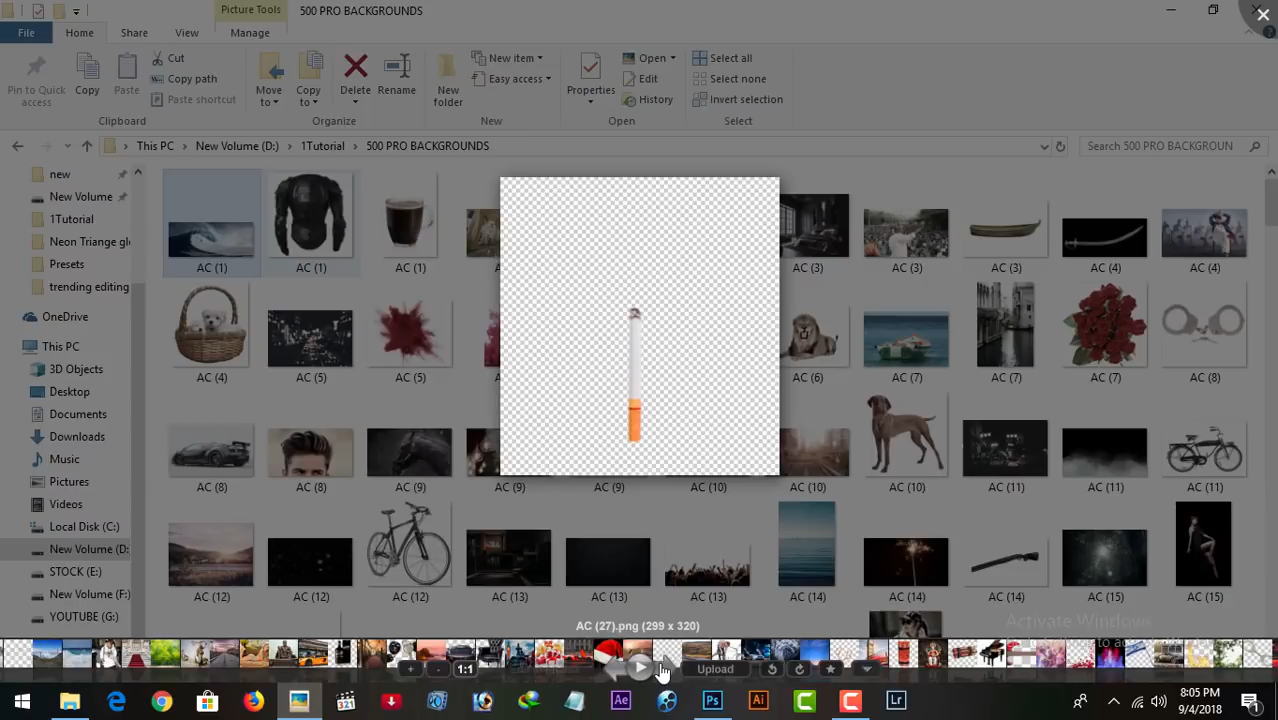 Picture Tools
500 PRO BACKGROUNDS
File
Home
Share
View
Manage
Pin to Quick access
Copy
Paste
Cut
Copy path
Paste shortcut
Clipboard
Move to
Copy to
Delete
Rename
Organize
New folder
New item
Easy access
New
Properties
Open
Edit
History
Open
Select all
Select none
Invert selection
Select
This PC
New Volume (D:)
1Tutorial
500 PRO BACKGROUNDS
Search 500 PRO BACKGROUN
new
New Volume
1Tutorial
Neon Triange gl
Presets
trending editing
OneDrive
This PC
3D Objects
Desktop
Documents
Downloads
Music
Pictures
Videos
Local Disk (C:)
New Volume (D:
STOCK (E:)
New Volume (F:)
YOUTUBE (G:)
AC (1)
AC (1)
AC (1)
AC (3)
AC (3)
AC (3)
AC (4)
AC (4)
AC (4)
AC (5)
AC (5)
AC (6)
AC (7)
AC (7)
AC (7)
AC (8)
AC (8)
AC (8)
AC (9)
AC (9)
AC (9)
AC (10)
AC (10)
AC (10)
AC (11)
AC (11)
AC (11)
AC (12)
AC (12)
AC (12)
AC (13)
AC (13)
AC (13)
AC (14)
AC (14)
AC (14)
AC (15)
AC (15)
AC (27).png (299 x 320)
Activate Windows
1:1
Upload
321
Ae
Ps
Ai
Lr
8:05 PM
9/4/2018
1